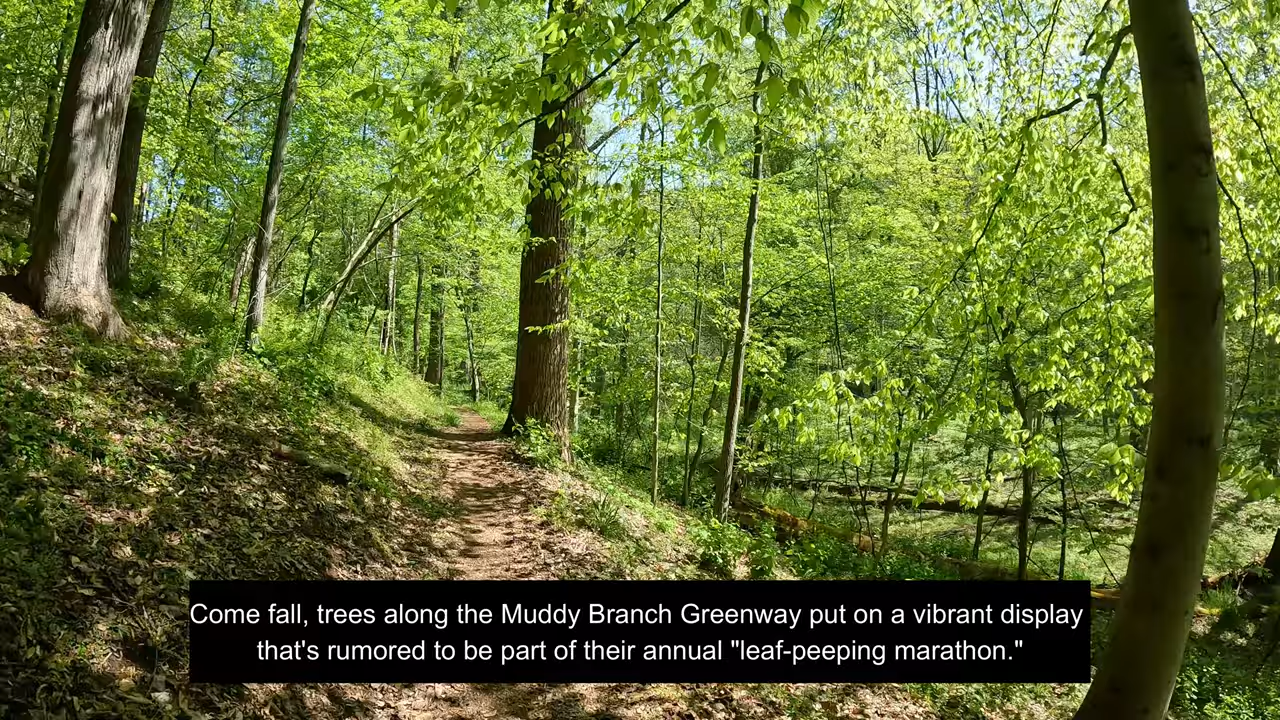 Come fall, trees along the Muddy Branch Greenway put on a vibrant display
that's rumored to be part of their annual "leaf-peeping marathon."